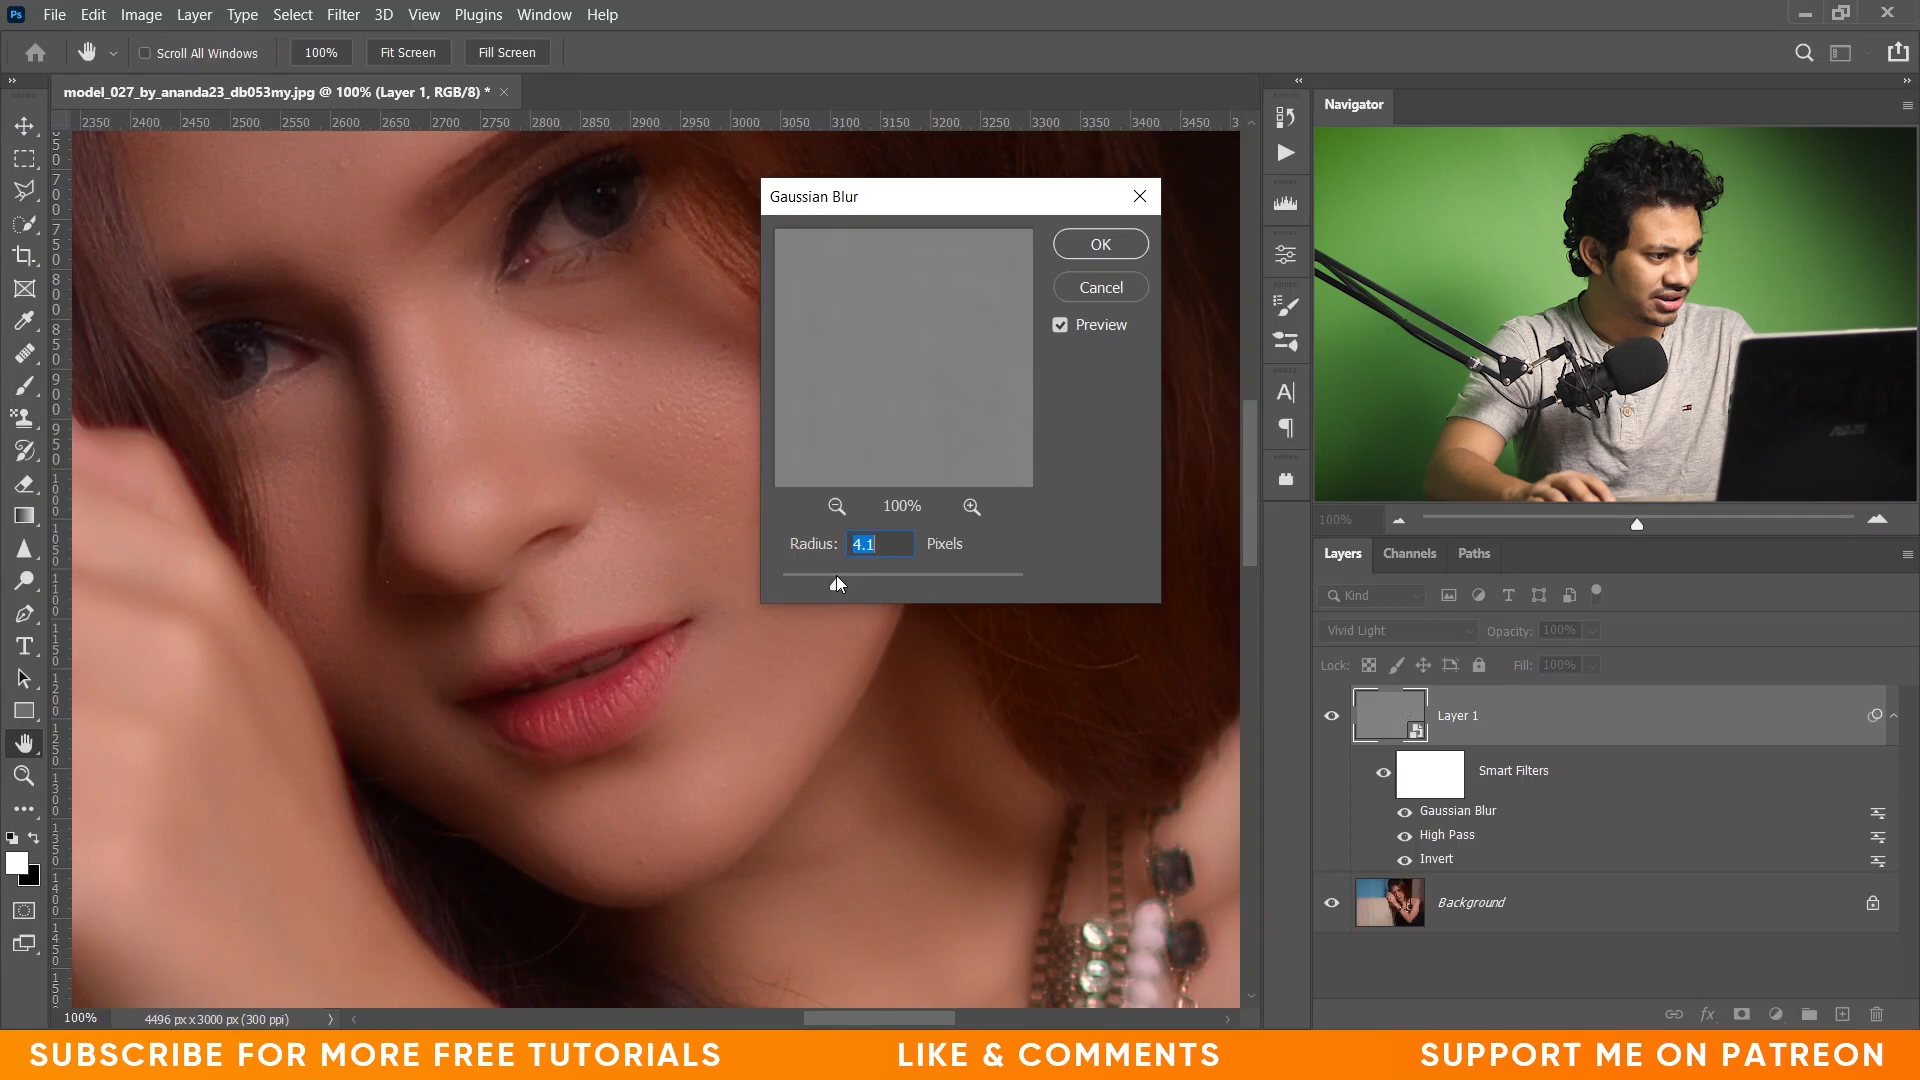 Ps File Edit Image Layer Type Select Filter 3D View Plugins Window Help
Scroll All Windows 100% Fit Screen Fill Screen
model_027_by_ananda23_db053my.jpg @ 100% (Layer 1, RGB/8) *
2350 2400 2450 2500 2550 2600 2650 2700 2750 2800 2850 2900 2950 3000 3050 3100 3150 3200 3250 3300 3350 3400 3450 3
Gaussian Blur
OK
Cancel
Preview
100%
Radius: 4.1 Pixels
Navigator
ASUS
100%
Layers Channels Paths
Kind
Vivid Light Opacity: 100%
Lock: Fill: 100%
Layer 1
Smart Filters
Gaussian Blur
High Pass
Invert
Background
100% 4496 px x 3000 px (300 ppi)
SUBSCRIBE FOR MORE FREE TUTORIALS LIKE & COMMENTS SUPPORT ME ON PATREON